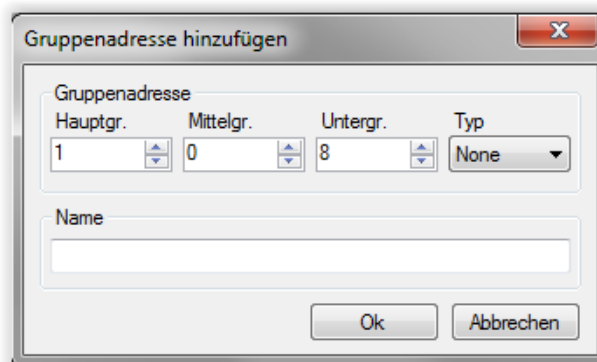 Gruppenadresse hinzufügen
Gruppenadresse
Hauptgr. Mittelgr. Untergr. Typ
1 0 8 None
Name
Ok Abbrechen